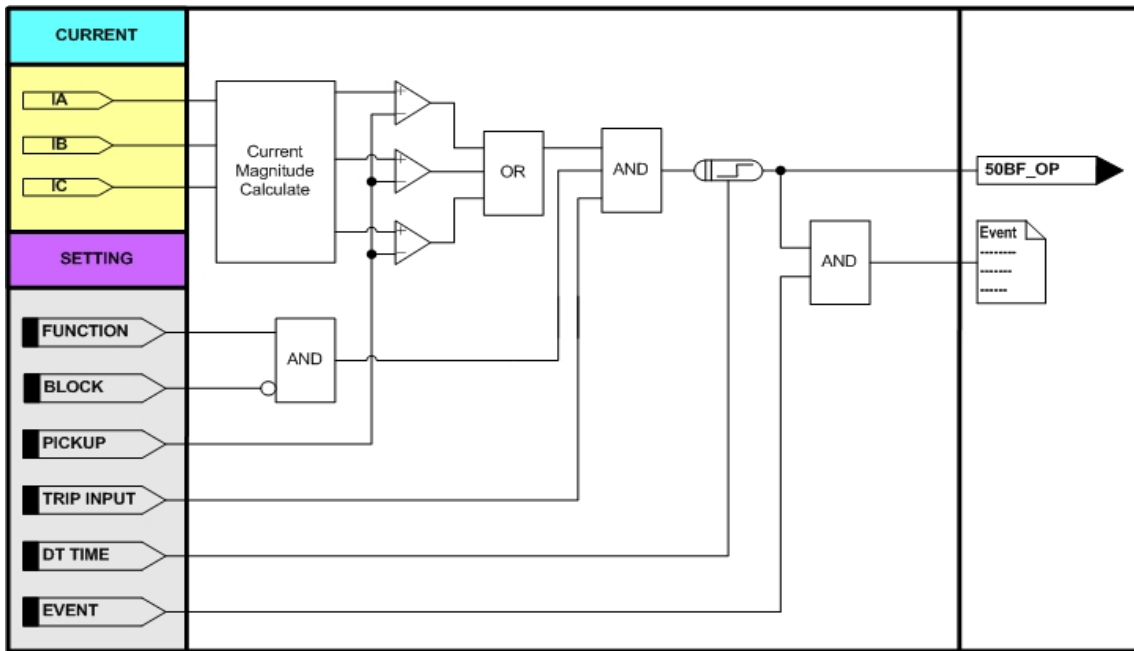 CURRENT
IA
IB
IC
SETTING
FUNCTION
BLOCK
PICKUP
TRIP INPUT
DT TIME
EVENT
Current
Magnitude
Calculate
+
−
+
−
+
−
OR
AND
AND
AND
50BF_OP
Event
--------
-------
------